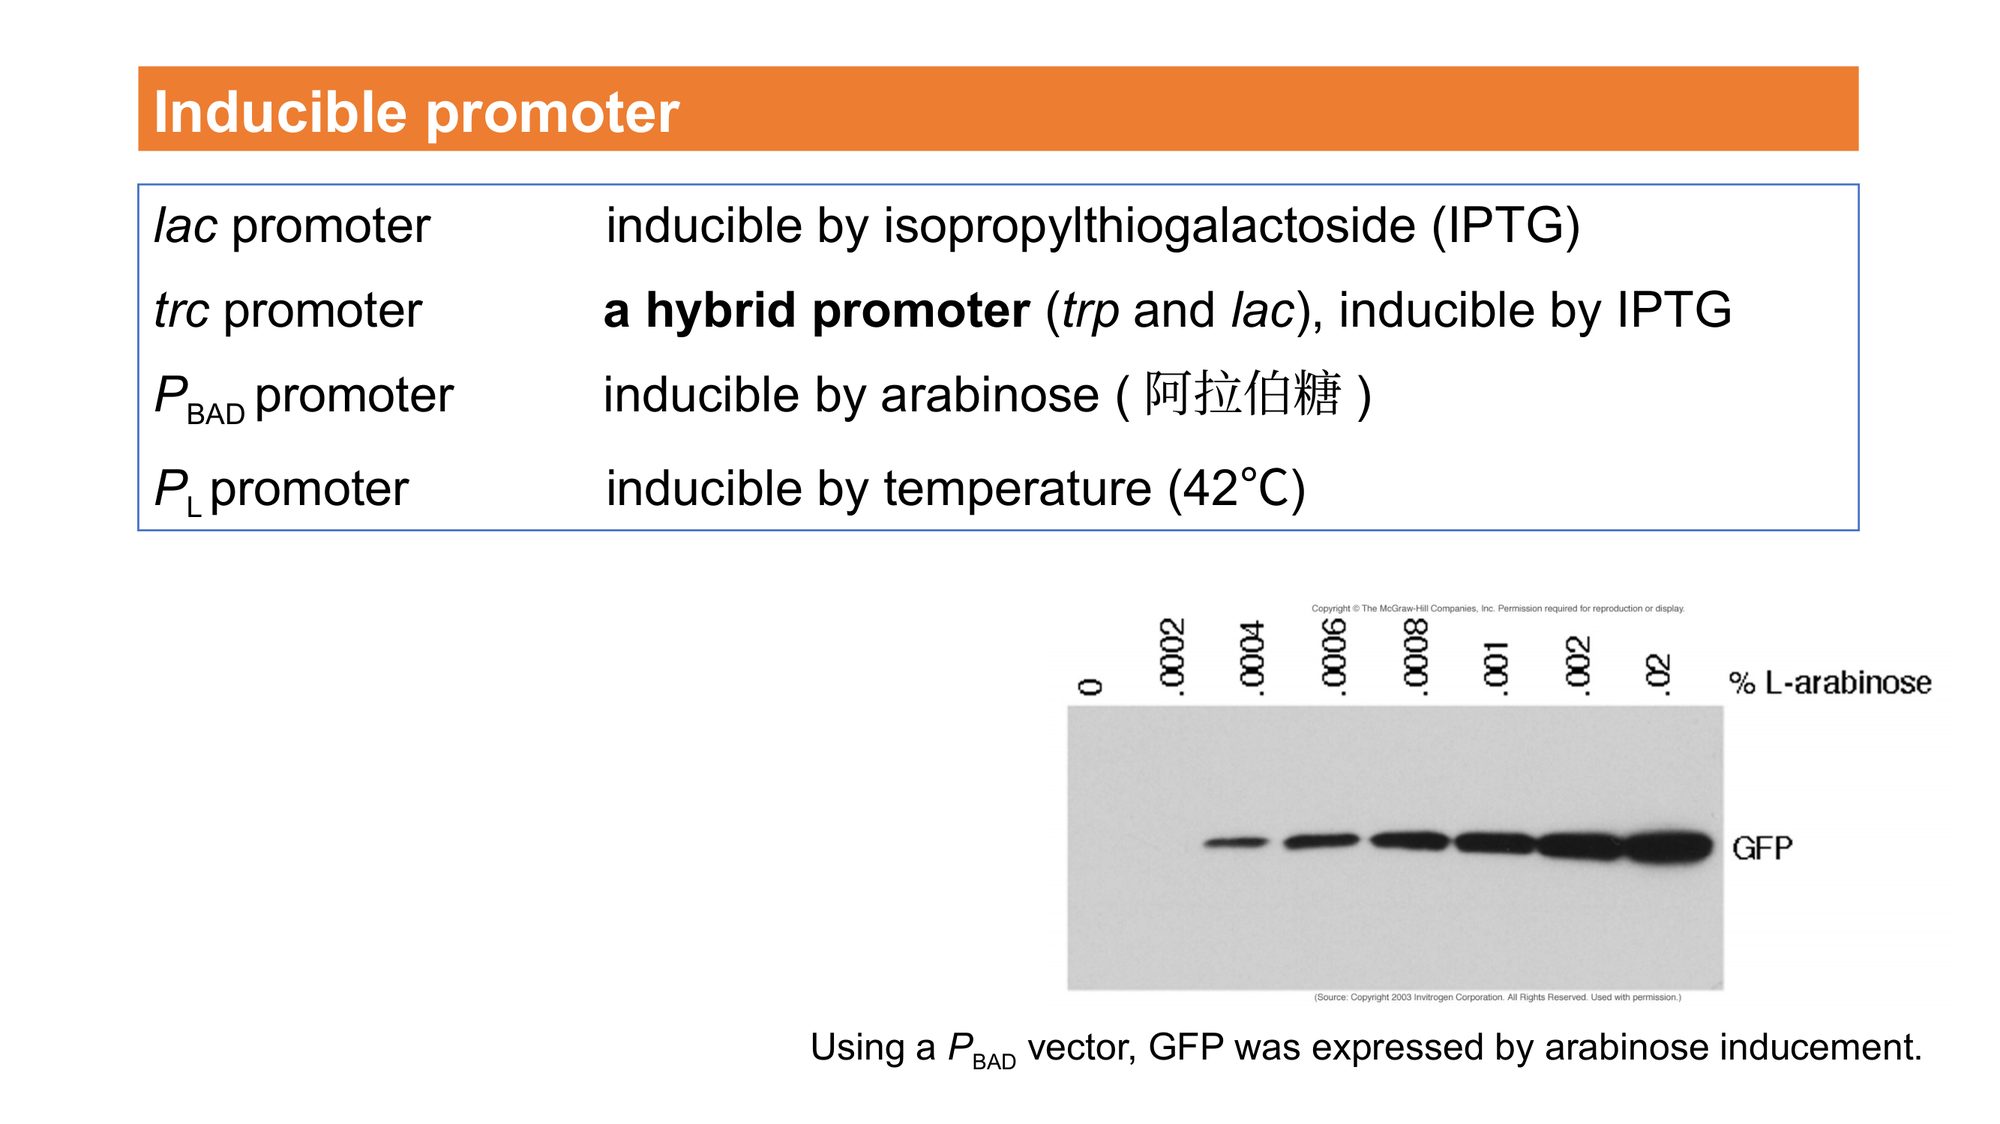 Inducible promoter
lac promoter inducible by isopropylthiogalactoside (IPTG)
trc promoter a hybrid promoter (trp and lac), inducible by IPTG
PBAD promoter inducible by arabinose ( 阿拉伯糖 )
PL promoter inducible by temperature (42℃)
Copyright © The McGraw-Hill Companies, Inc. Permission required for reproduction or display.
0 .0002 .0004 .0006 .0008 .001 .002 .02 % L-arabinose
GFP
(Source: Copyright 2003 Invitrogen Corporation. All Rights Reserved. Used with permission.)
Using a PBAD vector, GFP was expressed by arabinose inducement.